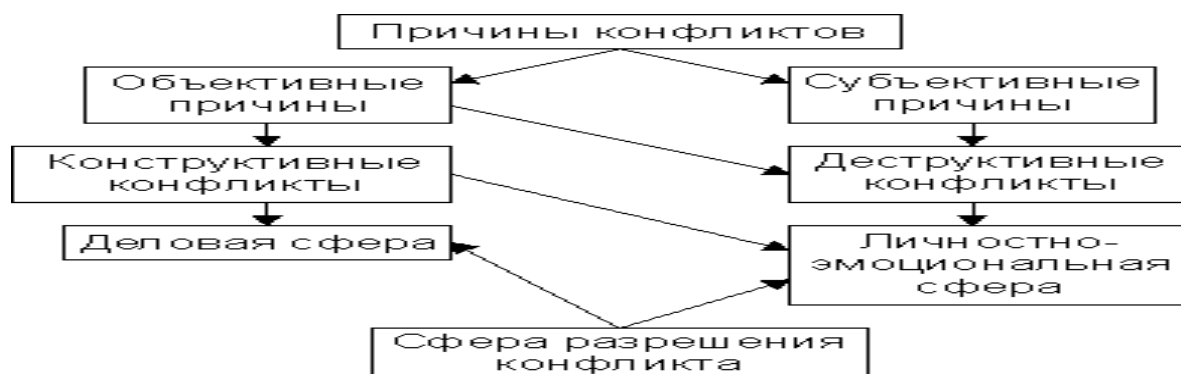 Причины конфликтов
Объективные
причины
Субъективные
причины
Конструктивные
конфликты
Деструктивные
конфликты
Деловая сфера
Личностно-
эмоциональная
сфера
Сфера разрешения
конфликта